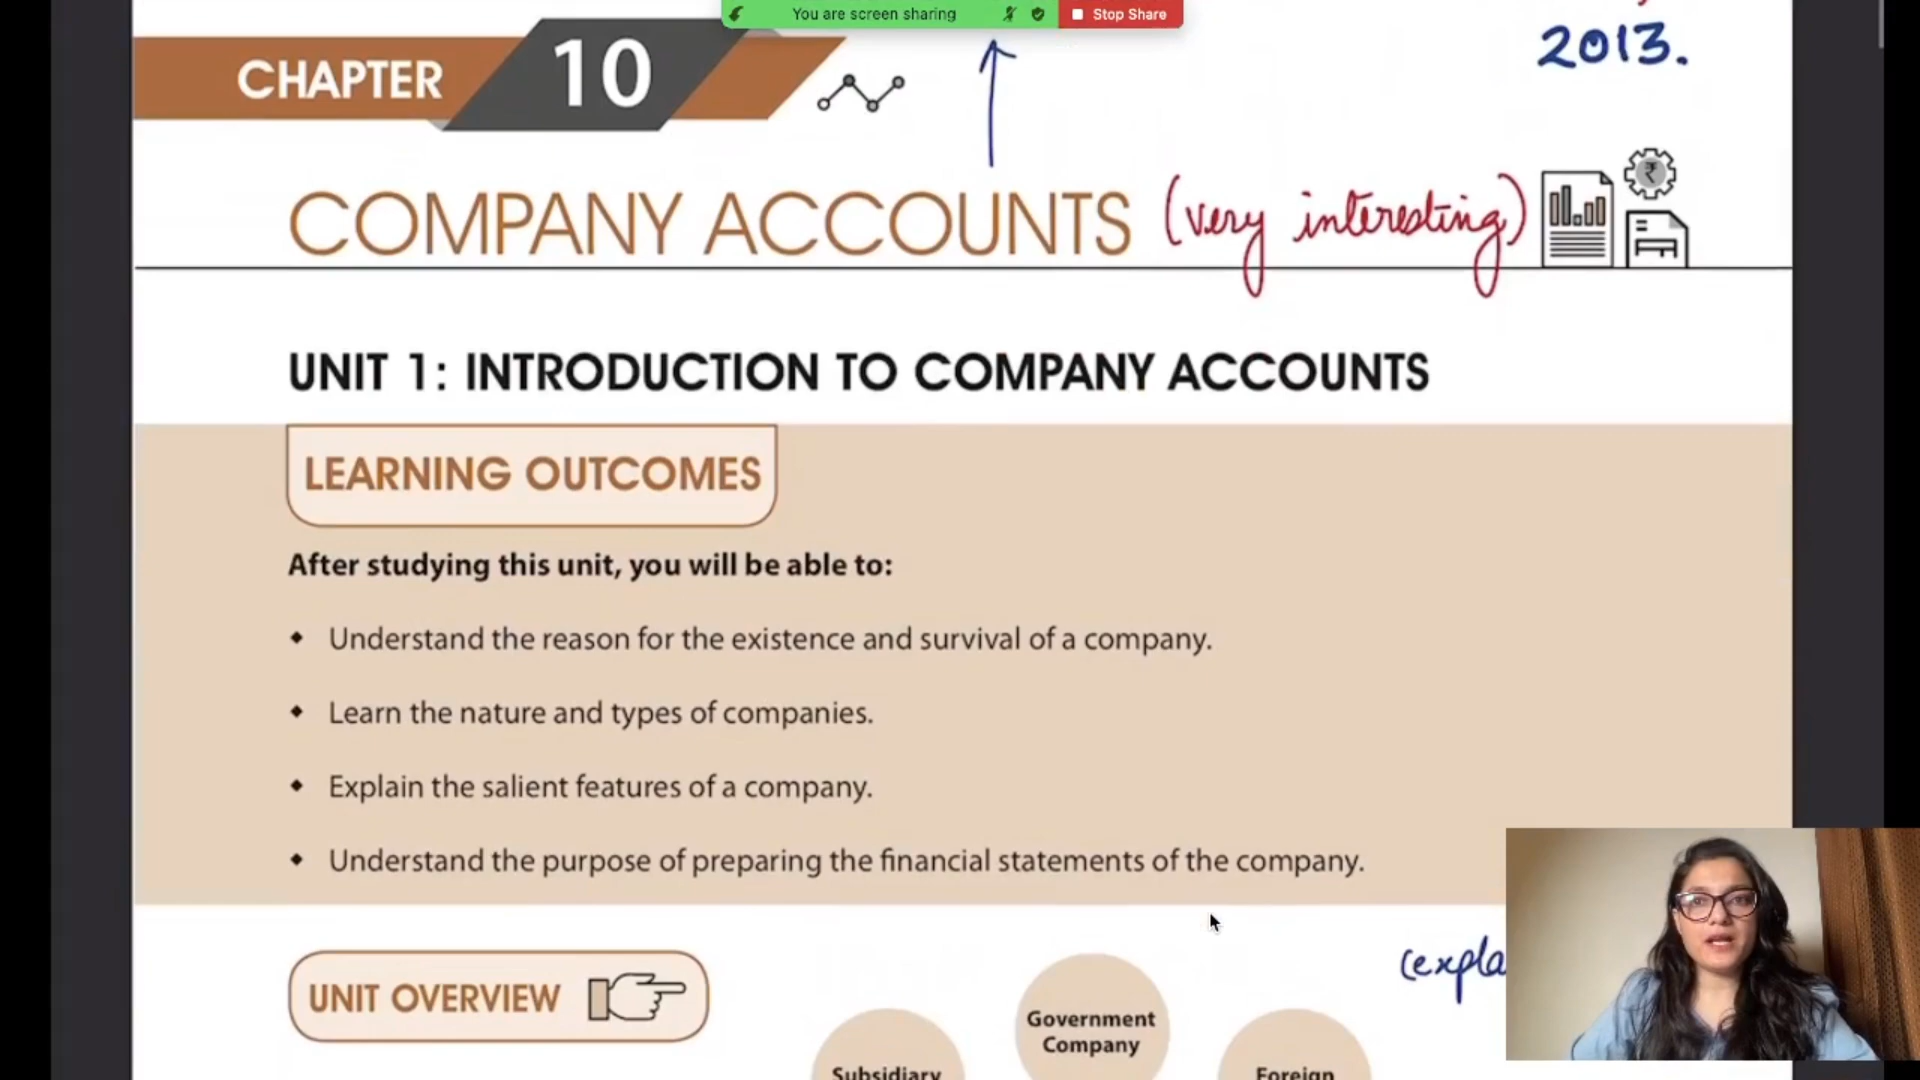 You are screen sharing
Stop Share
2013.
CHAPTER 10
COMPANY ACCOUNTS (very interesting)
UNIT 1: INTRODUCTION TO COMPANY ACCOUNTS
LEARNING OUTCOMES
After studying this unit, you will be able to:
◆ Understand the reason for the existence and survival of a company.
◆ Learn the nature and types of companies.
◆ Explain the salient features of a company.
◆ Understand the purpose of preparing the financial statements of the company.
(expla
UNIT OVERVIEW
Government
Company
Subsidiary
Foreign